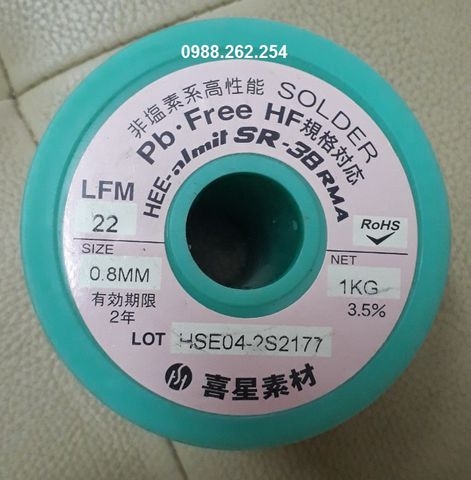 0988.262.254
非塩素系高性能 SOLDER
Pb・Free HF規格対応
HEE-almit SR-38 RMA
LFM
22
RoHS
SIZE
0.8MM
NET
1KG
3.5%
有効期限
2年
LOT HSE04-2S2177
喜星素材